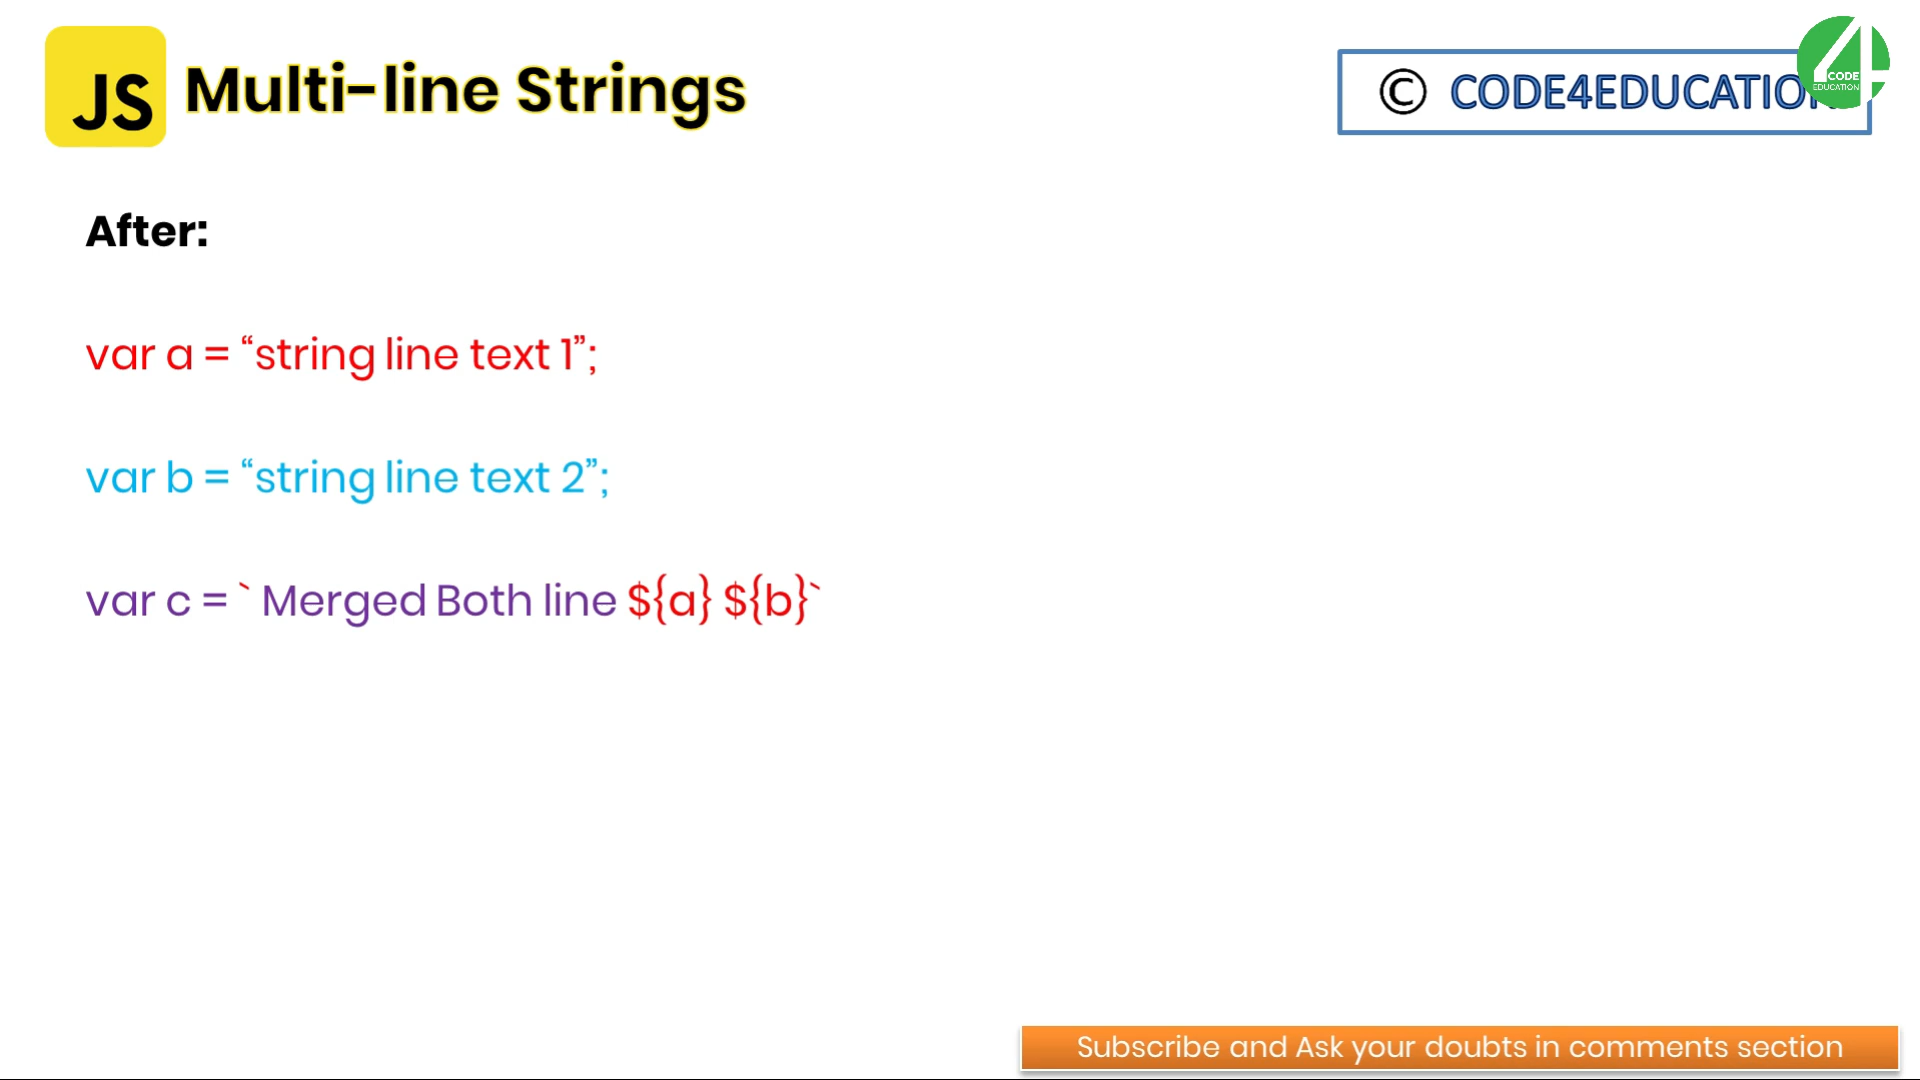 JS Multi-line Strings
© CODE4EDUCATION
CODE
EDUCATION
After:
var a = “string line text 1”;
var b = “string line text 2”;
var c = ` Merged Both line ${a} ${b}`
Subscribe and Ask your doubts in comments section